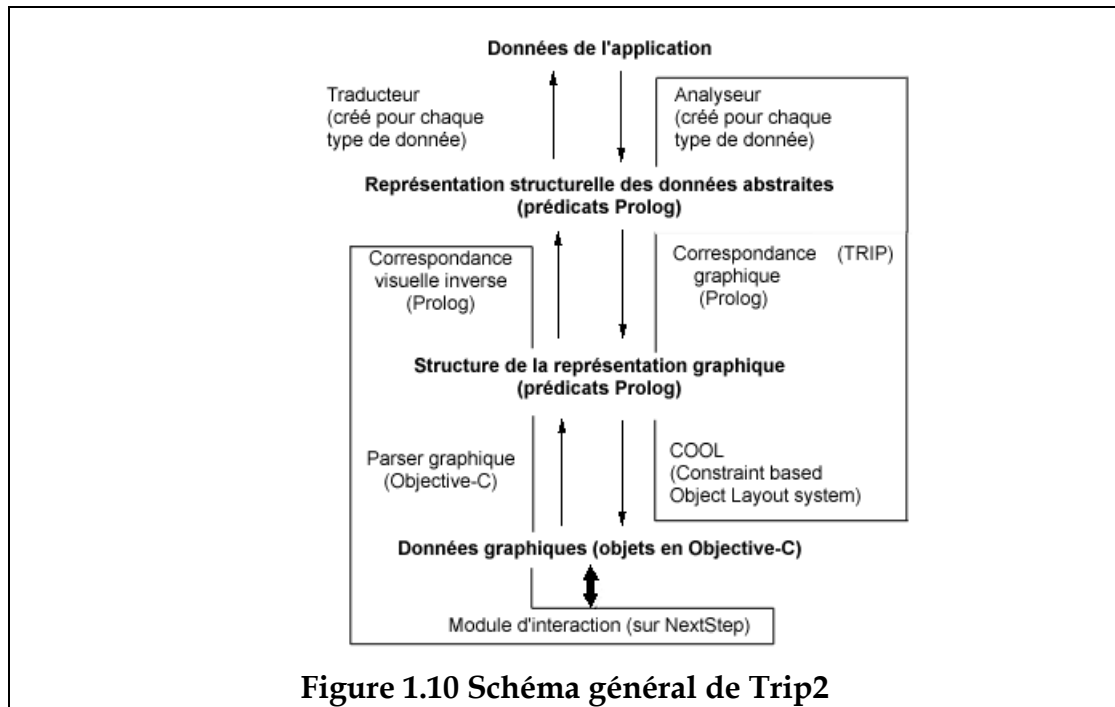 Données de l'application
Traducteur
(créé pour chaque
type de donnée)
Analyseur
(créé pour chaque
type de donnée)
Représentation structurelle des données abstraites
(prédicats Prolog)
Correspondance
visuelle inverse
(Prolog)
Correspondance (TRIP)
graphique
(Prolog)
Structure de la représentation graphique
(prédicats Prolog)
Parser graphique
(Objective-C)
COOL
(Constraint based
Object Layout system)
Données graphiques (objets en Objective-C)
Module d'interaction (sur NextStep)
Figure 1.10 Schéma général de Trip2